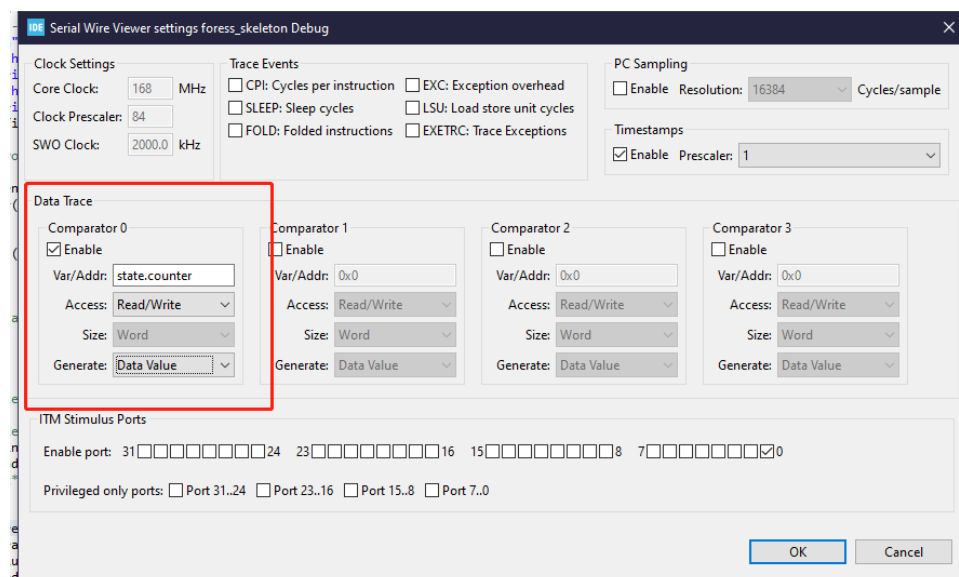 IDE Serial Wire Viewer settings foress_skeleton Debug
Clock Settings
Core Clock: 168 MHz
Clock Prescaler: 84
SWO Clock: 2000.0 kHz
Trace Events
CPI: Cycles per instruction EXC: Exception overhead
SLEEP: Sleep cycles LSU: Load store unit cycles
FOLD: Folded instructions EXETRC: Trace Exceptions
PC Sampling
Enable Resolution: 16384 Cycles/sample
Timestamps
Enable Prescaler: 1
Data Trace
Comparator 0
Enable
Var/Addr: state.counter
Access: Read/Write
Size: Word
Generate: Data Value
Comparator 1
Enable
Var/Addr: 0x0
Access: Read/Write
Size: Word
Generate: Data Value
Comparator 2
Enable
Var/Addr: 0x0
Access: Read/Write
Size: Word
Generate: Data Value
Comparator 3
Enable
Var/Addr: 0x0
Access: Read/Write
Size: Word
Generate: Data Value
ITM Stimulus Ports
Enable port: 31 24 23 16 15 8 7 0
Privileged only ports: Port 31..24 Port 23..16 Port 15..8 Port 7..0
OK Cancel